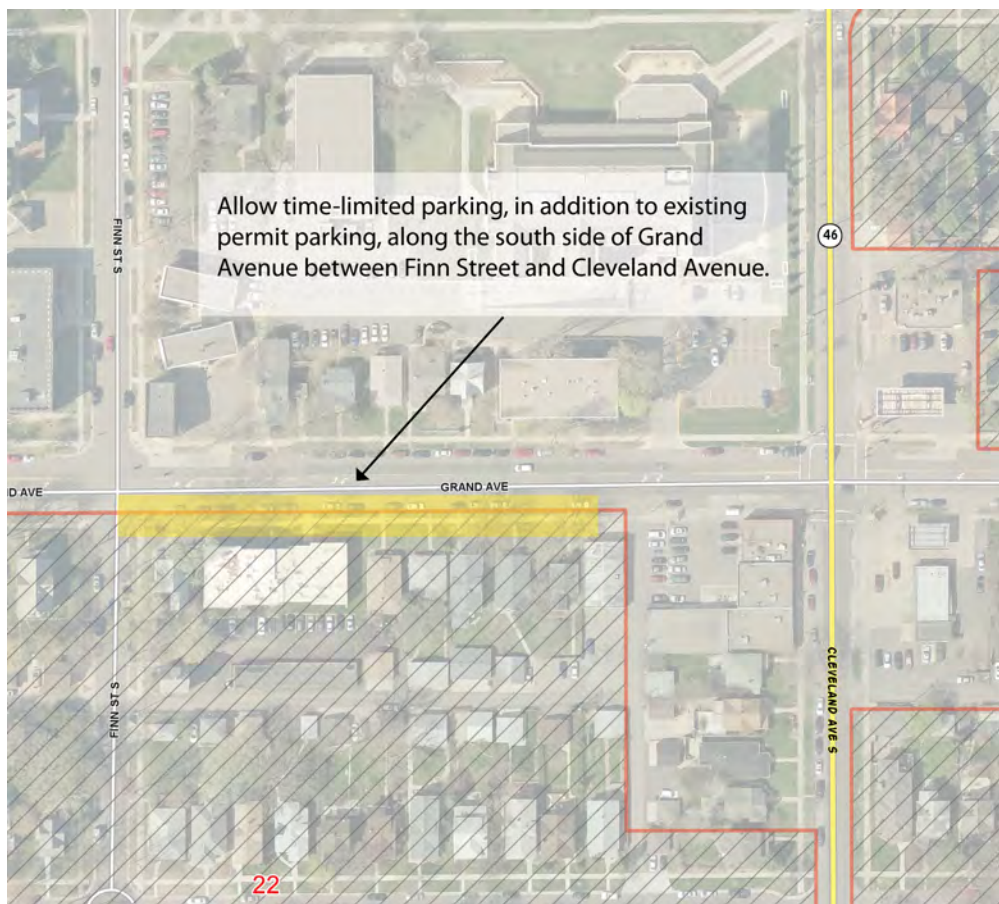 FINN ST S
46
Allow time-limited parking, in addition to existing
permit parking, along the south side of Grand
Avenue between Finn Street and Cleveland Avenue.
D AVE
GRAND AVE
FINN ST S
CLEVELAND AVE S
22